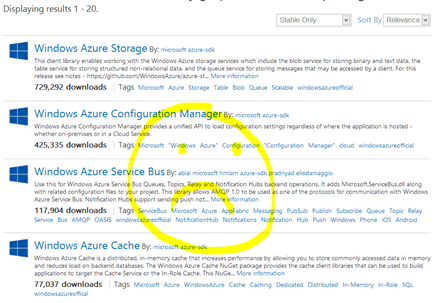 Displaying results 1 - 20.
Stable Only
Sort By Relevance
Windows Azure Storage By: microsoft azure-sdk
This client library enables working with the Windows Azure storage services which include the blob service for storing binary and text data, the
table service for storing structured non-relational data, and the queue service for storing messages that may be accessed by a client. For this
release see notes - https://github.com/WindowsAzure/azure-st... More information
729,292 downloads | Tags Microsoft Azure Storage Table Blob Queue Scalable windowsazureofficial
Windows Azure Configuration Manager By: microsoft azure-sdk
Windows Azure Configuration Manager provides a unified API to load configuration settings regardless of where the application is hosted -
whether on-premises or in a Cloud Service.
425,335 downloads | Tags Microsoft "Windows Azure" Configuration "Configuration Manager" cloud windowsazureofficial
Windows Azure Service Bus By: abial microsoft hmlam azure-sdk pradnyad eliodamaggio
Use this for Windows Azure Service Bus Queues, Topics, Relay and Notification Hubs backend operations. It adds Microsoft.ServiceBus.dll along
with related configuration files to your project. This library allows AMQP 1.0 to be used as one of the protocols for communication with Windows
Azure Service Bus. Notification Hubs support sending push not... More information
117,904 downloads | Tags ServiceBus Microsoft Azure AppFabric Messaging PubSub Publish Subscribe Queue Topic Relay
Service Bus AMQP OASIS windowsazureofficial NotificationHub Notifications Notification Hub Push Windows Phone iOS Android
Windows Azure Cache By: microsoft azure-sdk
Windows Azure Cache is a distributed, in-memory cache that increases performance by allowing you to store commonly accessed data in memory
and reduces load on backend databases. The Windows Azure Cache NuGet package provides the cache client libraries that can be used to build
applications to target the Cache Service or the In-Role Cache. This NuGe... More information
77,037 downloads | Tags Microsoft Azure WindowsAzure Cache Caching Dedicated Distributed In-Memory In-Role SQL
windowsazureofficial